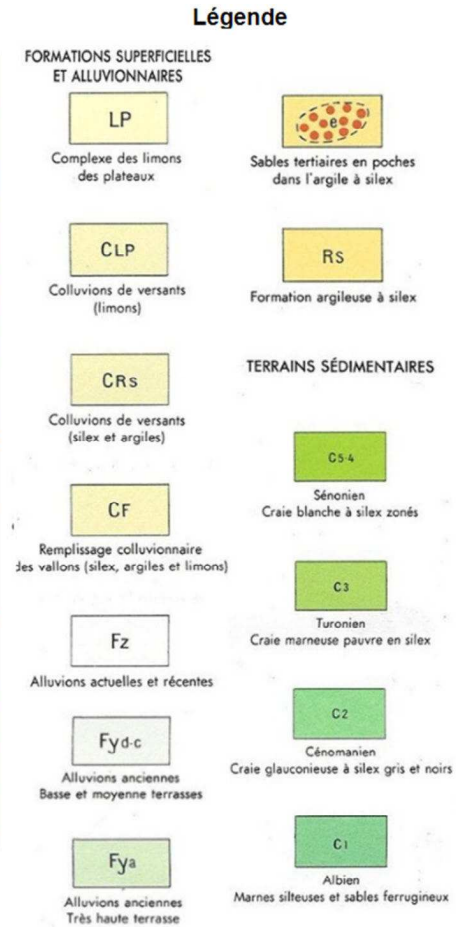 Légende
FORMATIONS SUPERFICIELLES
ET ALLUVIONNAIRES
LP
Complexe des limons
des plateaux
CLP
Colluvions de versants
(limons)
CRs
Colluvions de versants
(silex et argiles)
CF
Remplissage colluvionnaire
des vallons (silex, argiles et limons)
Fz
Alluvions actuelles et récentes
Fyd-c
Alluvions anciennes
Basse et moyenne terrasses
Fya
Alluvions anciennes
Très haute terrasse
e
Sables tertiaires en poches
dans l'argile à silex
Rs
Formation argileuse à silex
TERRAINS SÉDIMENTAIRES
C5-4
Sénonien
Craie blanche à silex zonés
C3
Turonien
Craie marneuse pauvre en silex
C2
Cénomanien
Craie glauconieuse à silex gris et noirs
C1
Albien
Marnes silteuses et sables ferrugineux